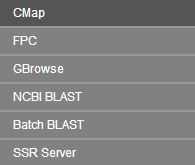 CMap
FPC
GBrowse
NCBI BLAST
Batch BLAST
SSR Server